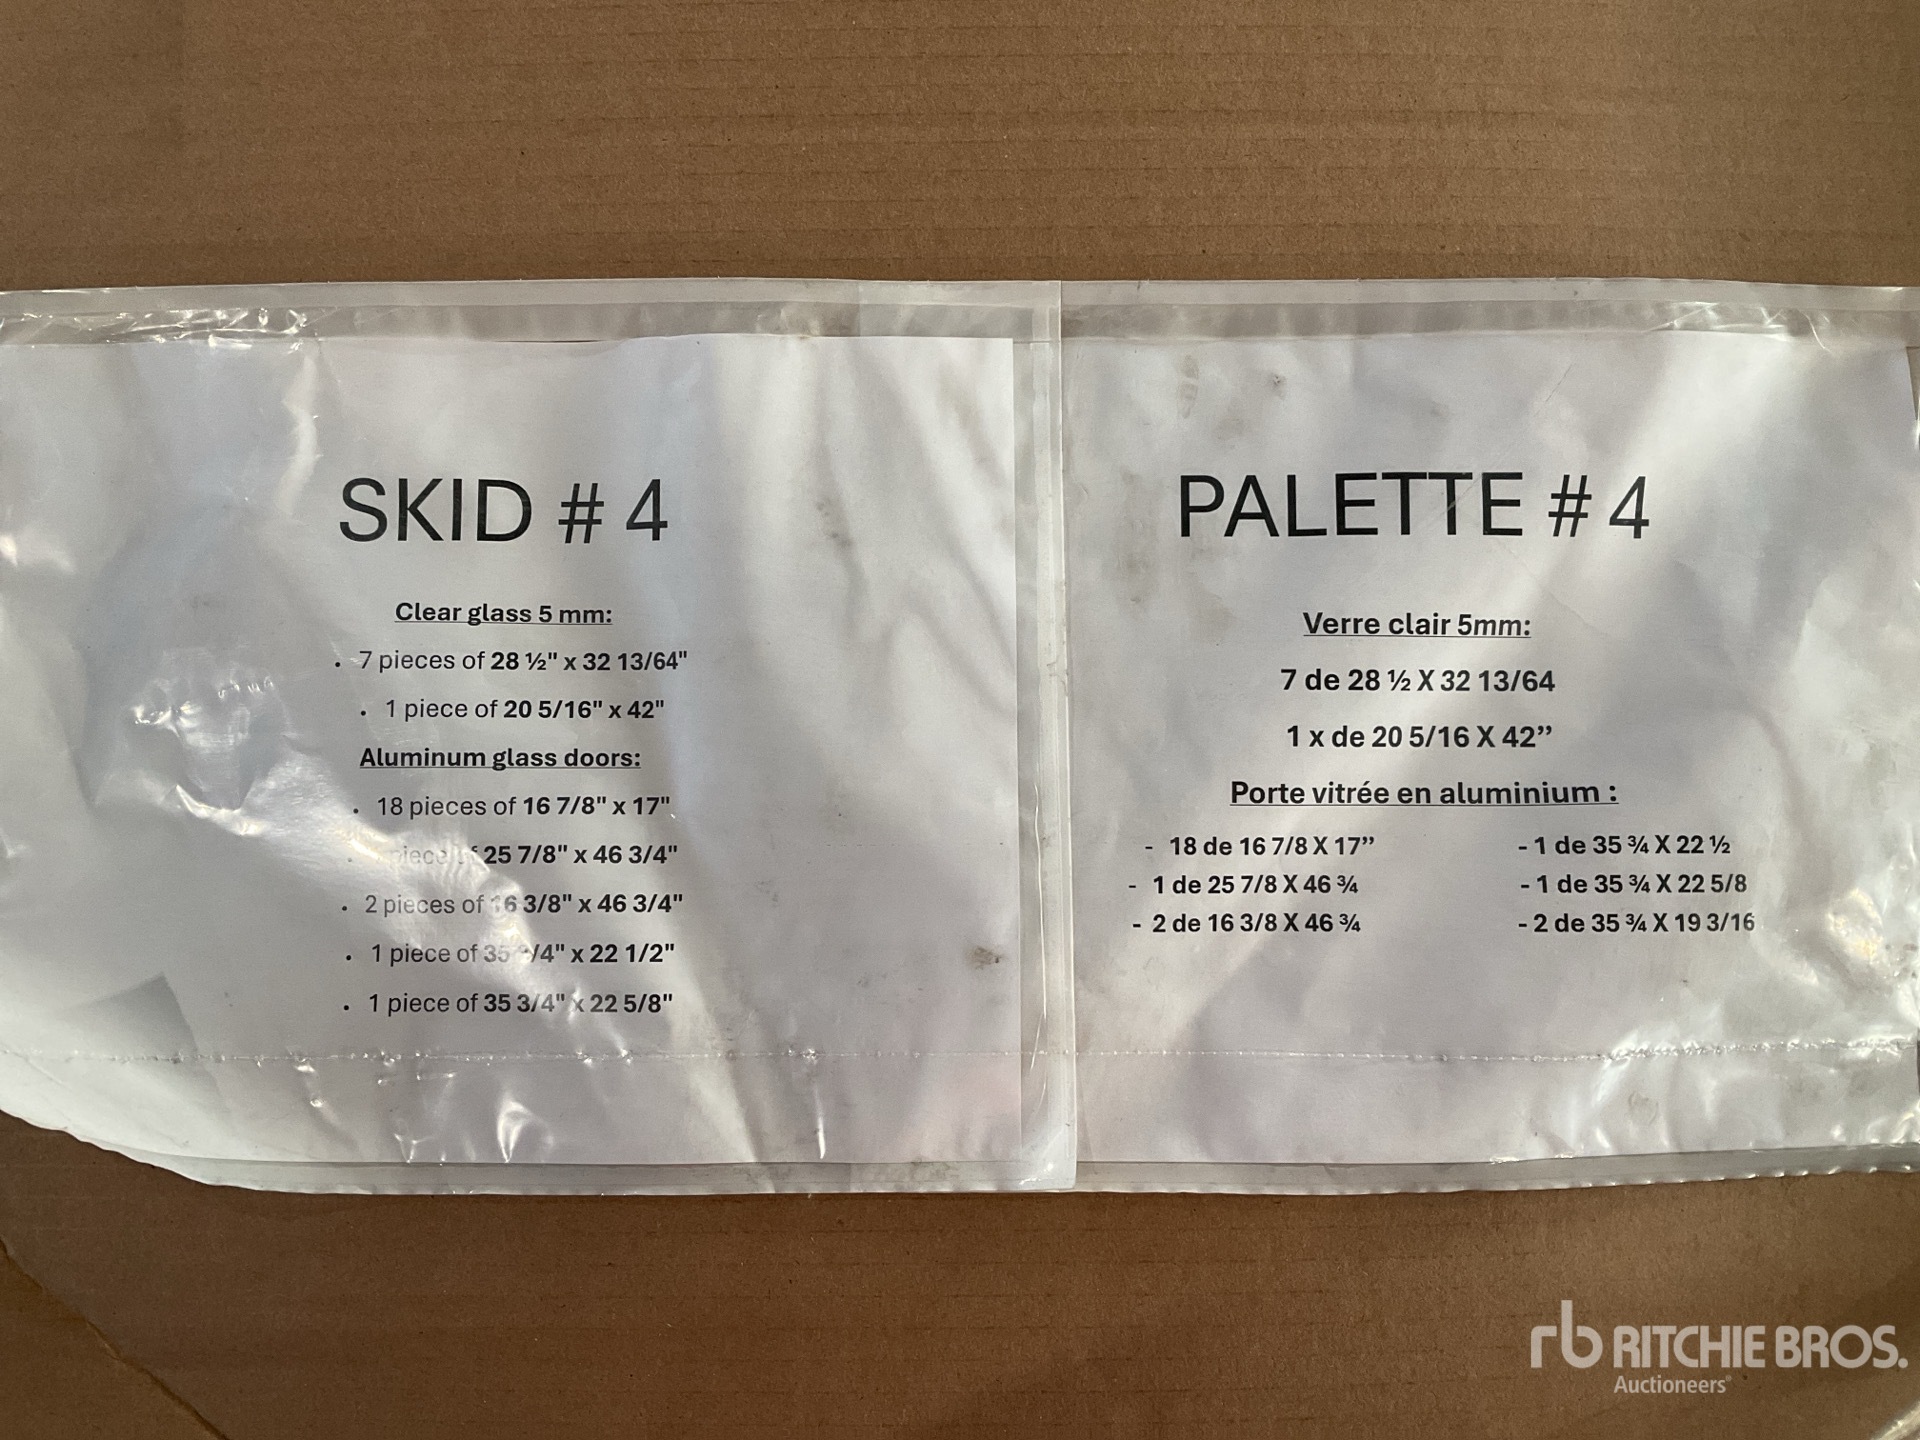 SKID # 4
Clear glass 5 mm:
• 7 pieces of 28 ½" x 32 13/64"
• 1 piece of 20 5/16" x 42"
Aluminum glass doors:
• 18 pieces of 16 7/8" x 17"
• piece of 25 7/8" x 46 3/4"
• 2 pieces of 16 3/8" x 46 3/4"
• 1 piece of 35 3/4" x 22 1/2"
• 1 piece of 35 3/4" x 22 5/8"
PALETTE # 4
Verre clair 5mm:
7 de 28 ½ X 32 13/64
1 x de 20 5/16 X 42”
Porte vitrée en aluminium :
- 18 de 16 7/8 X 17”
- 1 de 25 7/8 X 46 ¾
- 2 de 16 3/8 X 46 ¾
- 1 de 35 ¾ X 22 ½
- 1 de 35 ¾ X 22 5/8
- 2 de 35 ¾ X 19 3/16
rb RITCHIE BROS.
Auctioneers®